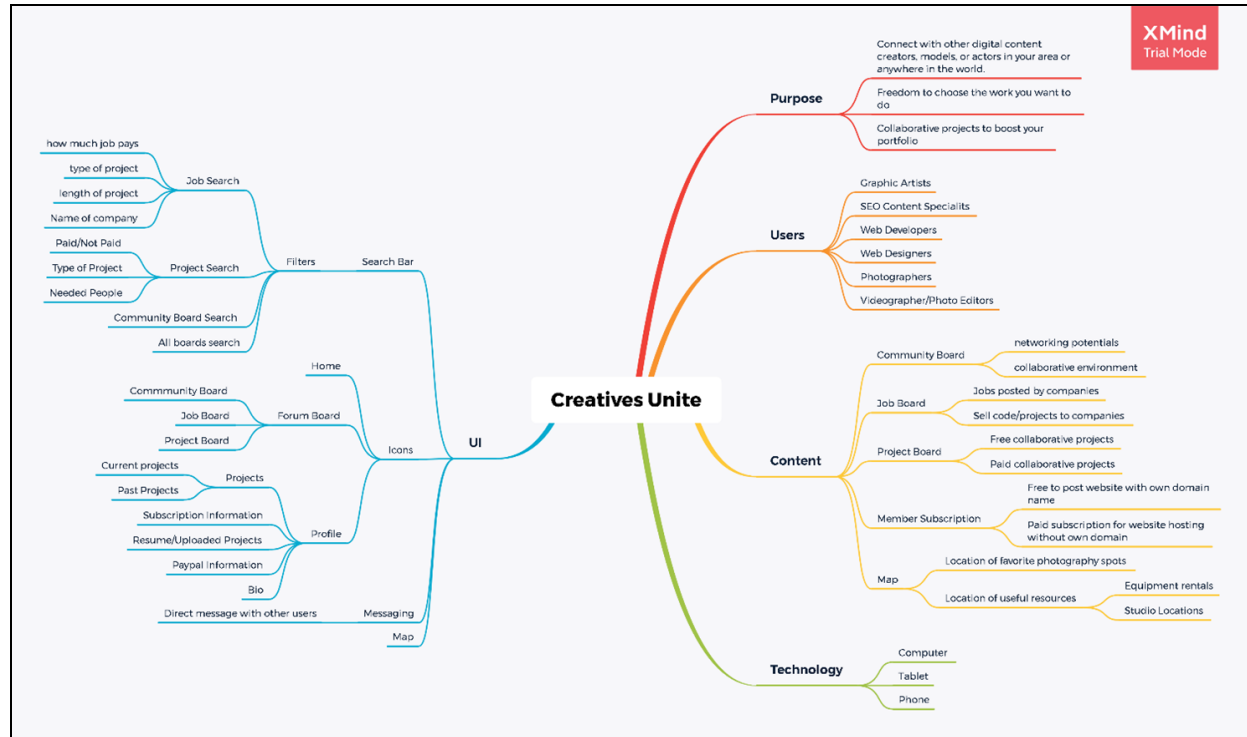 XMind
Trial Mode
Creatives Unite
Purpose
Connect with other digital content
creators, models, or actors in your area or
anywhere in the world.
Freedom to choose the work you want to
do
Collaborative projects to boost your
portfolio
Users
Graphic Artists
SEO Content Specialits
Web Developers
Web Designers
Photographers
Videographer/Photo Editors
Content
Community Board
networking potentials
collaborative environment
Job Board
Jobs posted by companies
Sell code/projects to companies
Project Board
Free collaborative projects
Paid collaborative projects
Member Subscription
Free to post website with own domain
name
Paid subscription for website hosting
without own domain
Map
Location of favorite photography spots
Location of useful resources
Equipment rentals
Studio Locations
Technology
Computer
Tablet
Phone
UI
Search Bar
Filters
Job Search
how much job pays
type of project
length of project
Name of company
Project Search
Paid/Not Paid
Type of Project
Needed People
Community Board Search
All boards search
Icons
Home
Forum Board
Commmunity Board
Job Board
Project Board
Profile
Projects
Current projects
Past Projects
Subscription Information
Resume/Uploaded Projects
Paypal Information
Bio
Messaging
Direct message with other users
Map